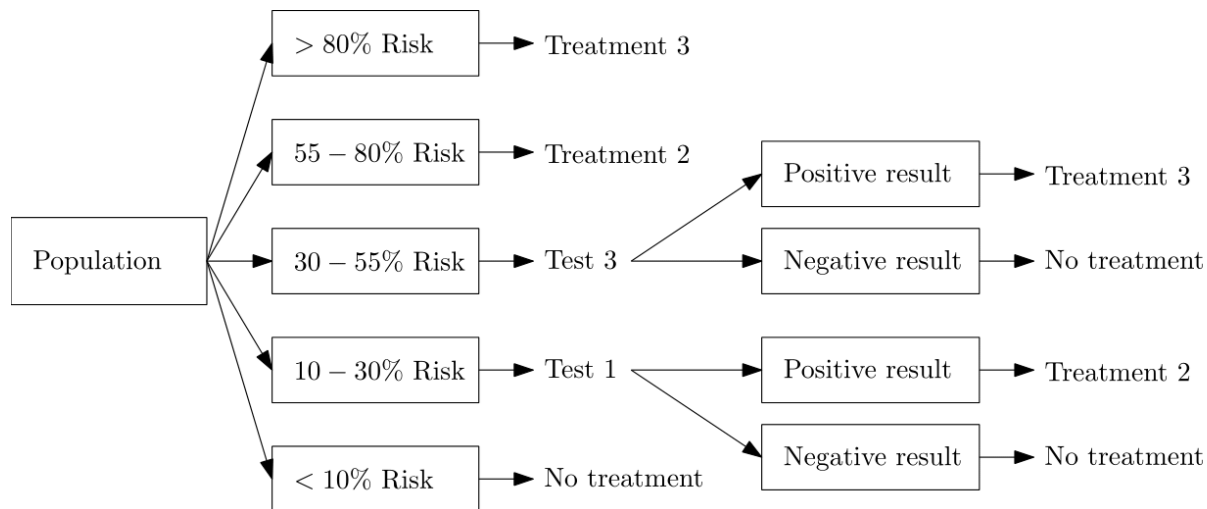 > 80% Risk
Treatment 3
55 − 80% Risk
Treatment 2
Positive result
Treatment 3
Population
30 − 55% Risk
Test 3
Negative result
No treatment
10 − 30% Risk
Test 1
Positive result
Treatment 2
Negative result
No treatment
< 10% Risk
No treatment